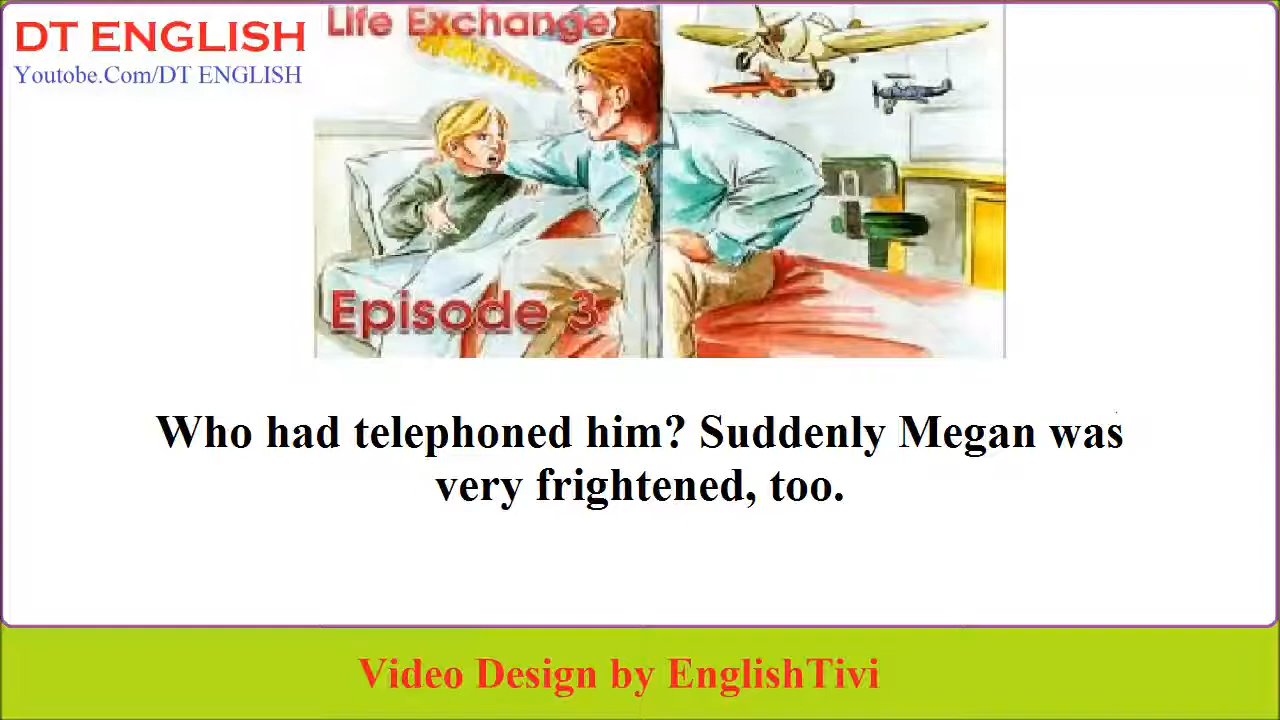 DT ENGLISH
Youtobe.Com/DT ENGLISH
Life Exchange
Episode 3
Who had telephoned him? Suddenly Megan was
very frightened, too.
Video Design by EnglishTivi